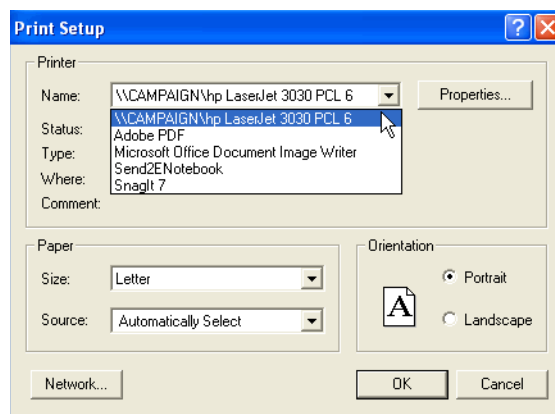 Print Setup
Printer
Name: \\CAMPAIGN\hp LaserJet 3030 PCL 6 Properties...
\\CAMPAIGN\hp LaserJet 3030 PCL 6
Status:
Adobe PDF
Type:
Microsoft Office Document Image Writer
Where:
Send2ENotebook
SnagIt 7
Comment:
Paper
Size: Letter
Source: Automatically Select
Orientation
A
Portrait
Landscape
Network... OK Cancel